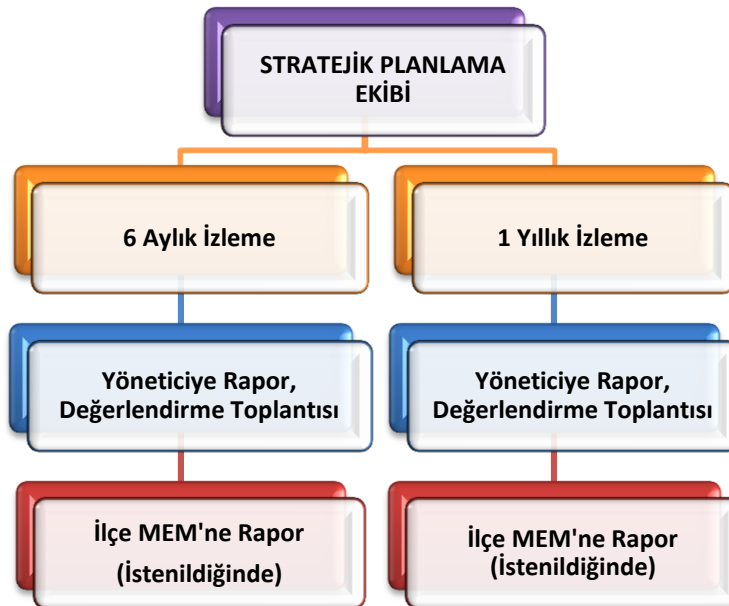 STRATEJİK PLANLAMA
EKİBİ
6 Aylık İzleme
1 Yıllık İzleme
Yöneticiye Rapor,
Değerlendirme Toplantısı
Yöneticiye Rapor,
Değerlendirme Toplantısı
İlçe MEM'ne Rapor
(İstenildiğinde)
İlçe MEM'ne Rapor
(İstenildiğinde)